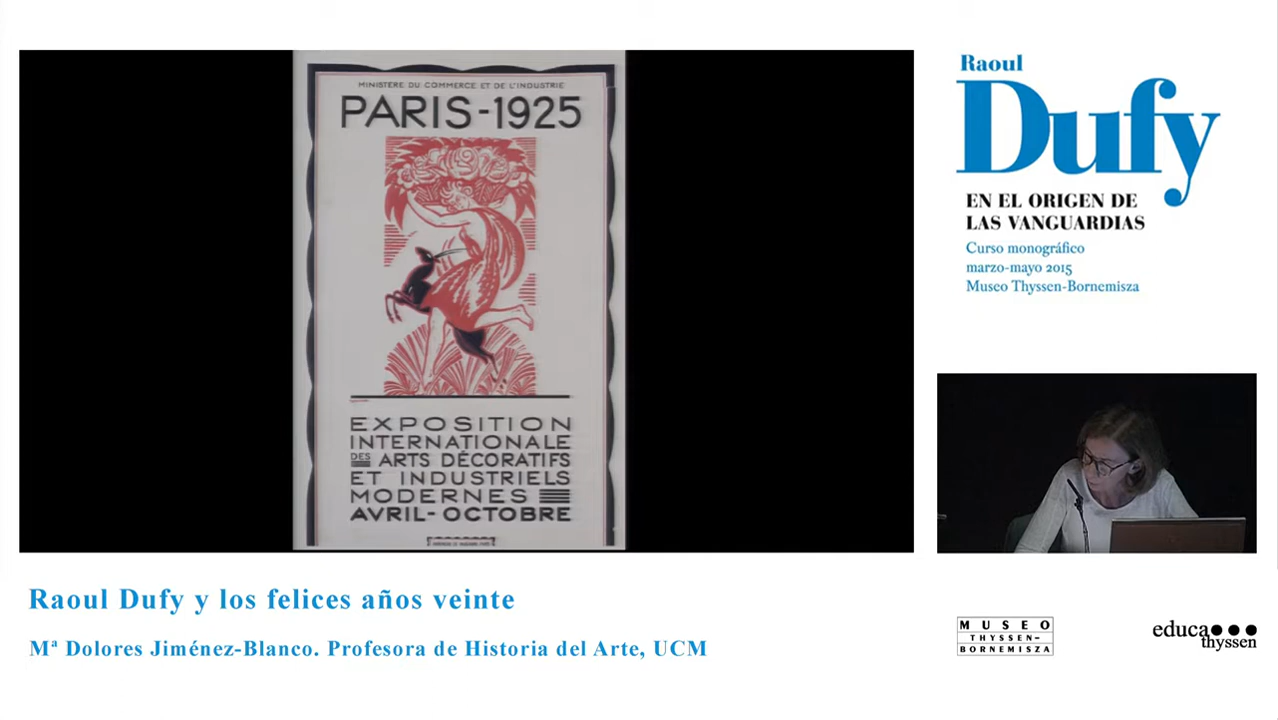 MINISTÈRE DU COMMERCE ET DE L'INDUSTRIE
PARIS-1925
EXPOSITION
INTERNATIONALE
DES ARTS DÉCORATIFS
ET INDUSTRIELS
MODERNES
AVRIL-OCTOBRE
Raoul
Dufy
EN EL ORIGEN DE
LAS VANGUARDIAS
Curso monográfico
marzo-mayo 2015
Museo Thyssen-Bornemisza
Raoul Dufy y los felices años veinte
Mª Dolores Jiménez-Blanco. Profesora de Historia del Arte, UCM
MUSEO
THYSSEN-
BORNEMISZA
educa
thyssen